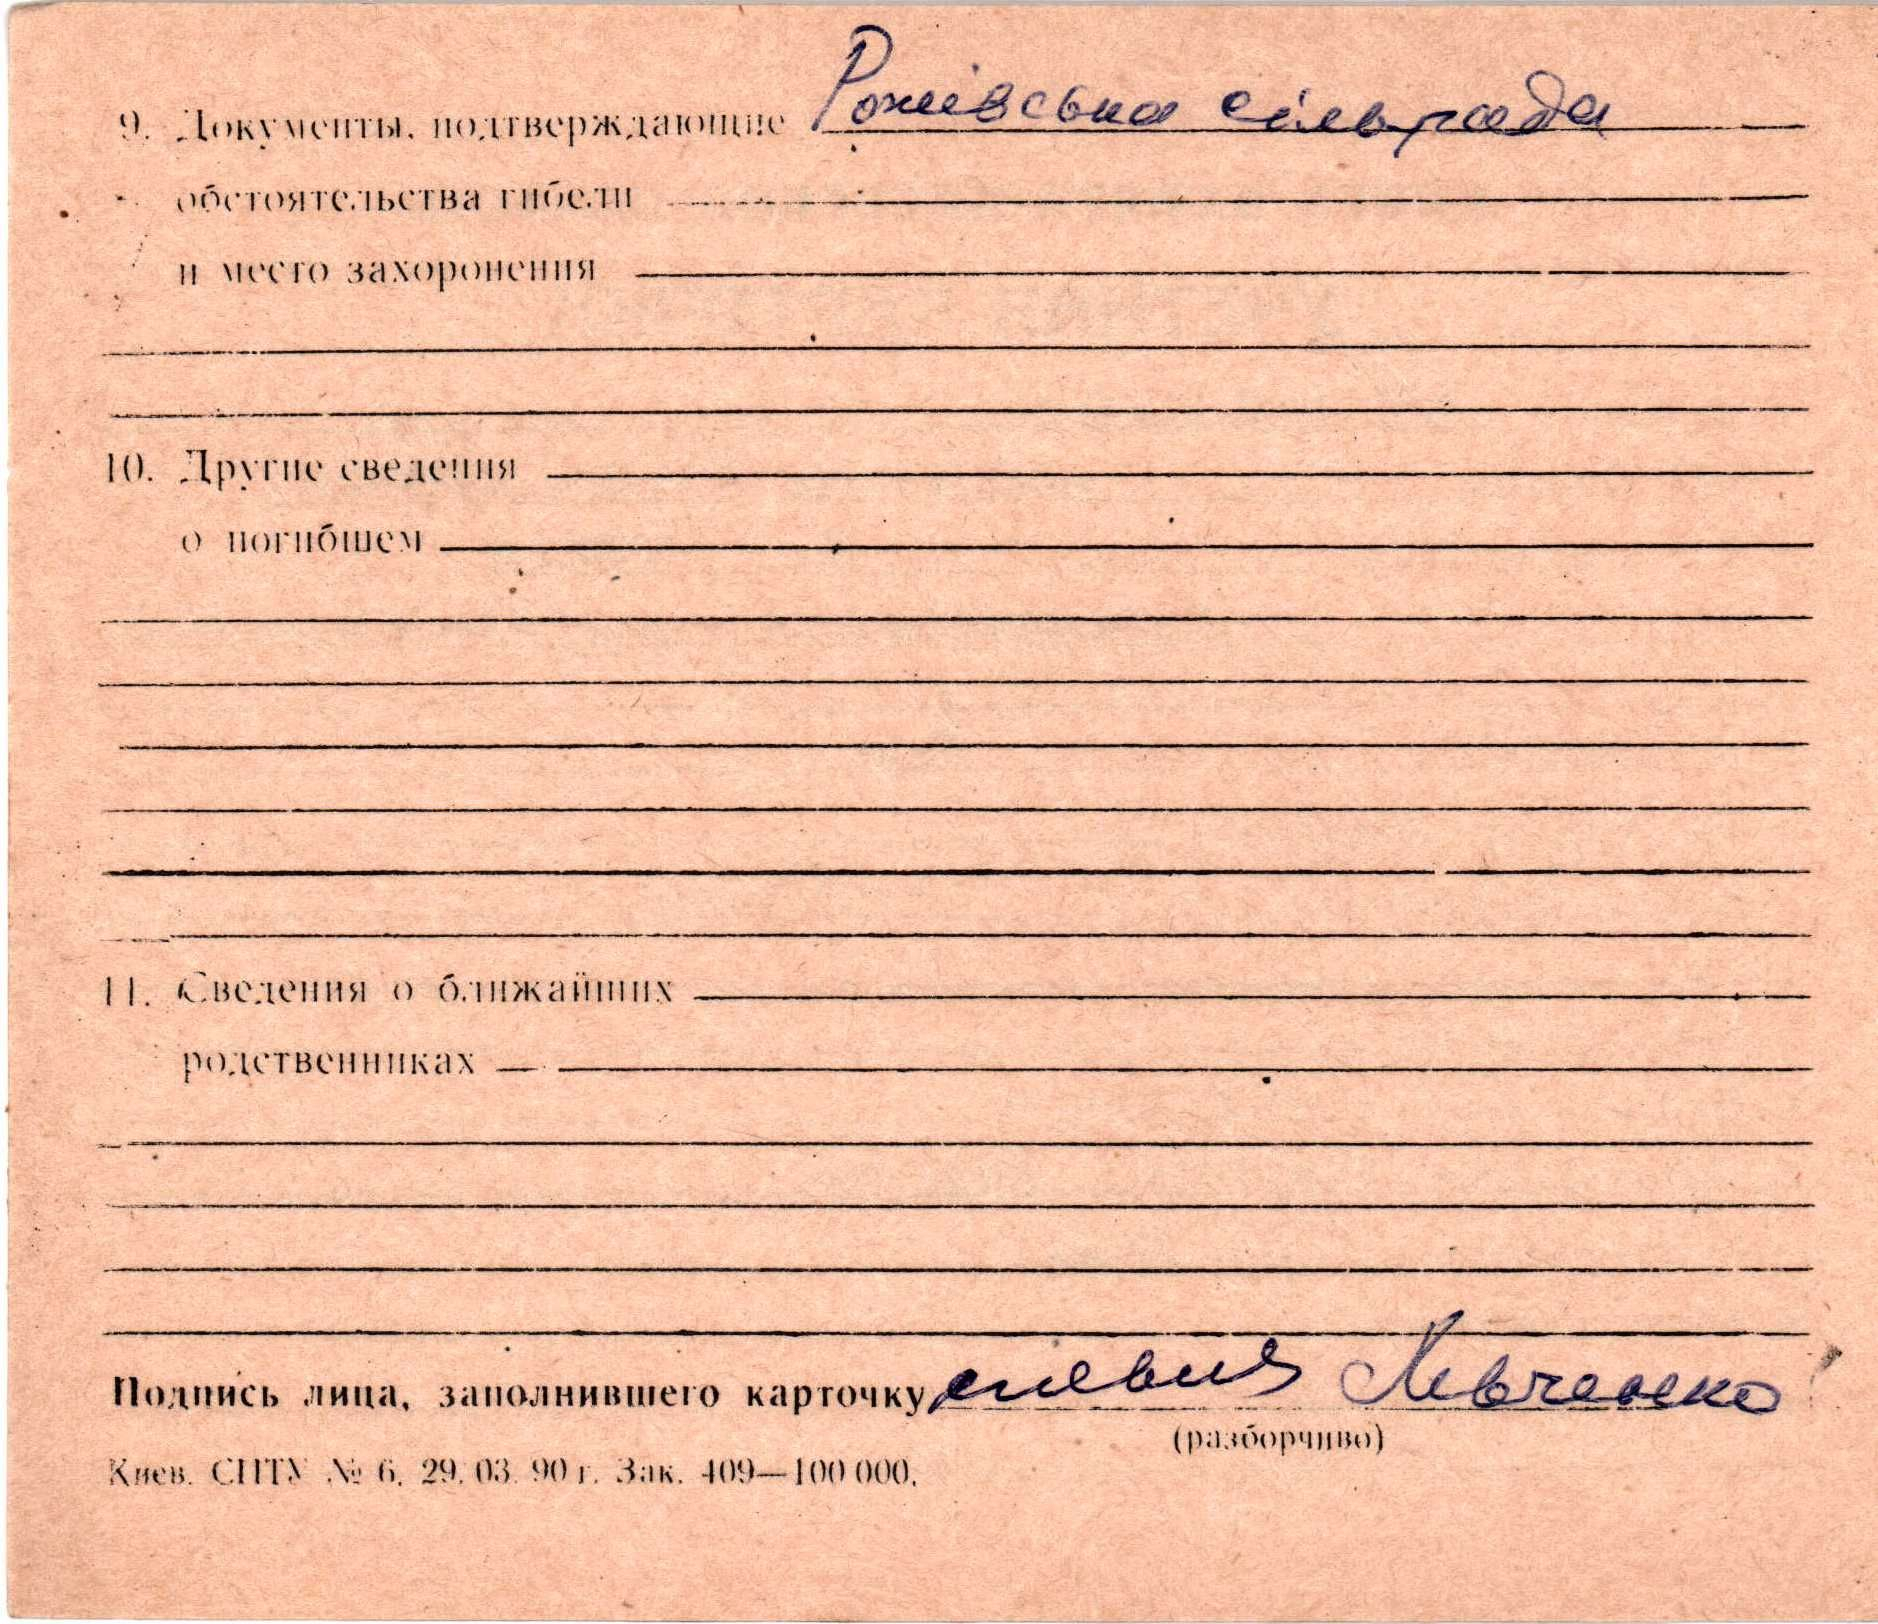 9. Документы, подтверждающие Рожівська сільрада
обстоятельства гибели
и место захоронения
10. Другие сведения
о погибшем
11. Сведения о ближайших
родственниках
Подпись лица, заполнившего карточку Левченко
(разборчиво)
Киев. СПТУ № 6. 29. 03. 90 г. Зак. 409—100 000.